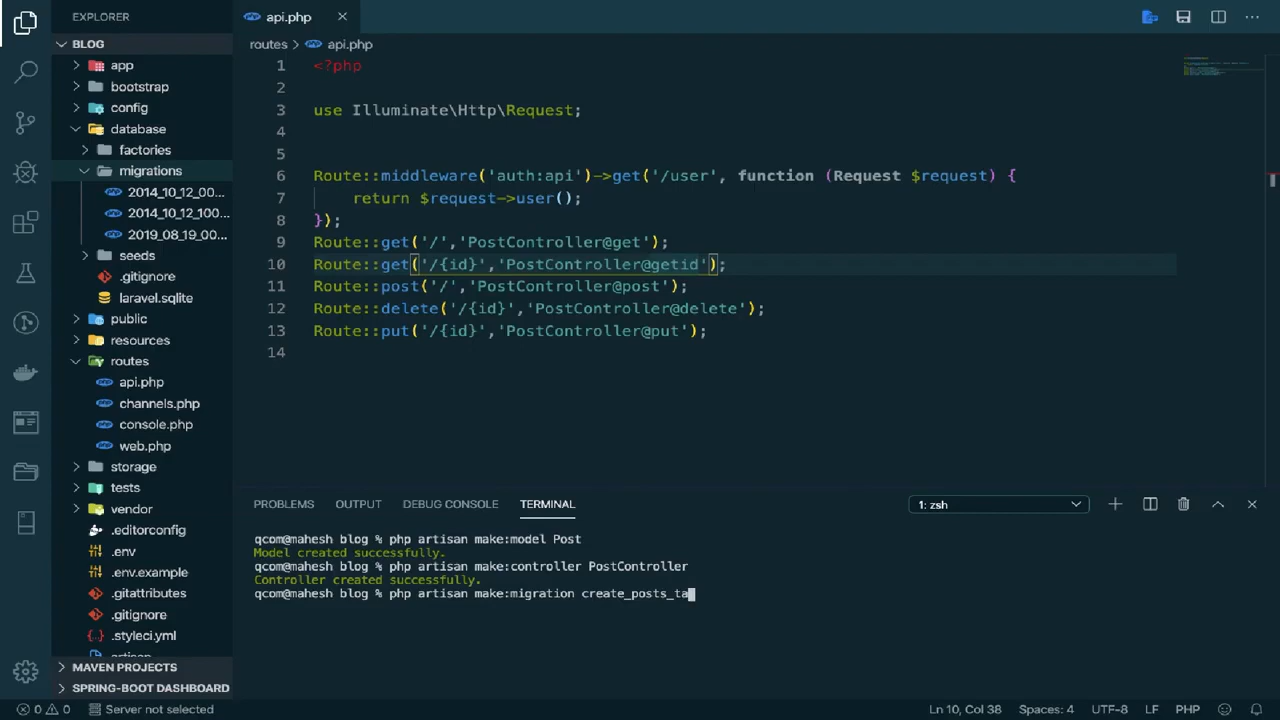 EXPLORER
BLOG
app
bootstrap
config
database
factories
migrations
2014_10_12_00...
2014_10_12_100...
2019_08_19_00...
seeds
.gitignore
laravel.sqlite
public
resources
routes
api.php
channels.php
console.php
web.php
storage
tests
vendor
.editorconfig
.env
.env.example
.gitattributes
.gitignore
.styleci.yml
artisan
MAVEN PROJECTS
SPRING-BOOT DASHBOARD
api.php
routes > api.php
1 <?php
2
3 use Illuminate\Http\Request;
4
5
6 Route::middleware('auth:api')->get('/user', function (Request $request) {
7     return $request->user();
8 });
9 Route::get('/','PostController@get');
10 Route::get('/{id}','PostController@getid');
11 Route::post('/','PostController@post');
12 Route::delete('/{id}','PostController@delete');
13 Route::put('/{id}','PostController@put');
14
PROBLEMS OUTPUT DEBUG CONSOLE TERMINAL 1: zsh
qcom@mahesh blog % php artisan make:model Post
Model created successfully.
qcom@mahesh blog % php artisan make:controller PostController
Controller created successfully.
qcom@mahesh blog % php artisan make:migration create_posts_ta
0 0 Server not selected Ln 10, Col 38 Spaces: 4 UTF-8 LF PHP